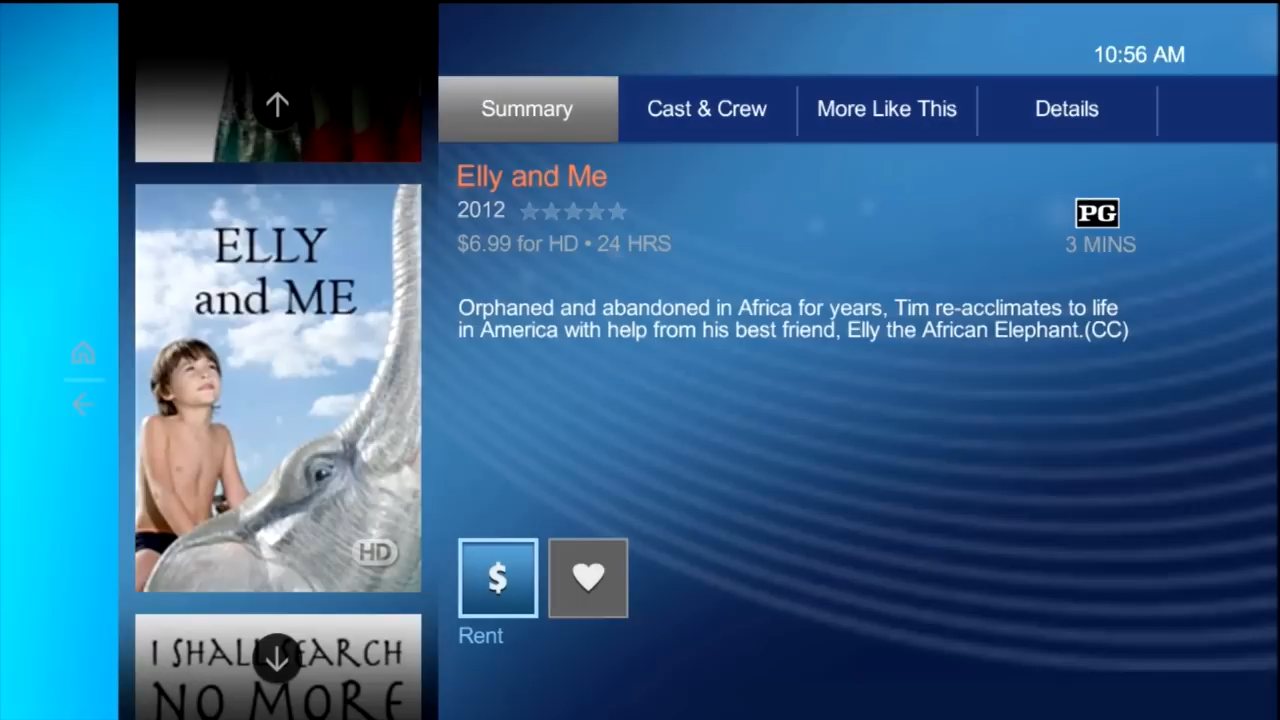 10:56 AM
Summary
Cast & Crew
More Like This
Details
Elly and Me
2012
PG
$6.99 for HD • 24 HRS
3 MINS
Orphaned and abandoned in Africa for years, Tim re-acclimates to life
in America with help from his best friend, Elly the African Elephant.(CC)
Rent
ELLY
and ME
HD
I SHALL SEARCH
NO MORE